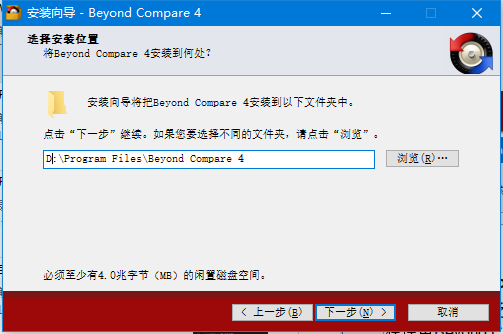 安装向导 - Beyond Compare 4
选择安装位置
将Beyond Compare 4安装到何处?
安装向导将把Beyond Compare 4安装到以下文件夹中。
点击“下一步”继续。如果您要选择不同的文件夹,请点击“浏览”。
D:\Program Files\Beyond Compare 4
浏览(R)…
必须至少有4.0兆字节(MB)的闲置磁盘空间。
< 上一步(B)
下一步(N) >
取消